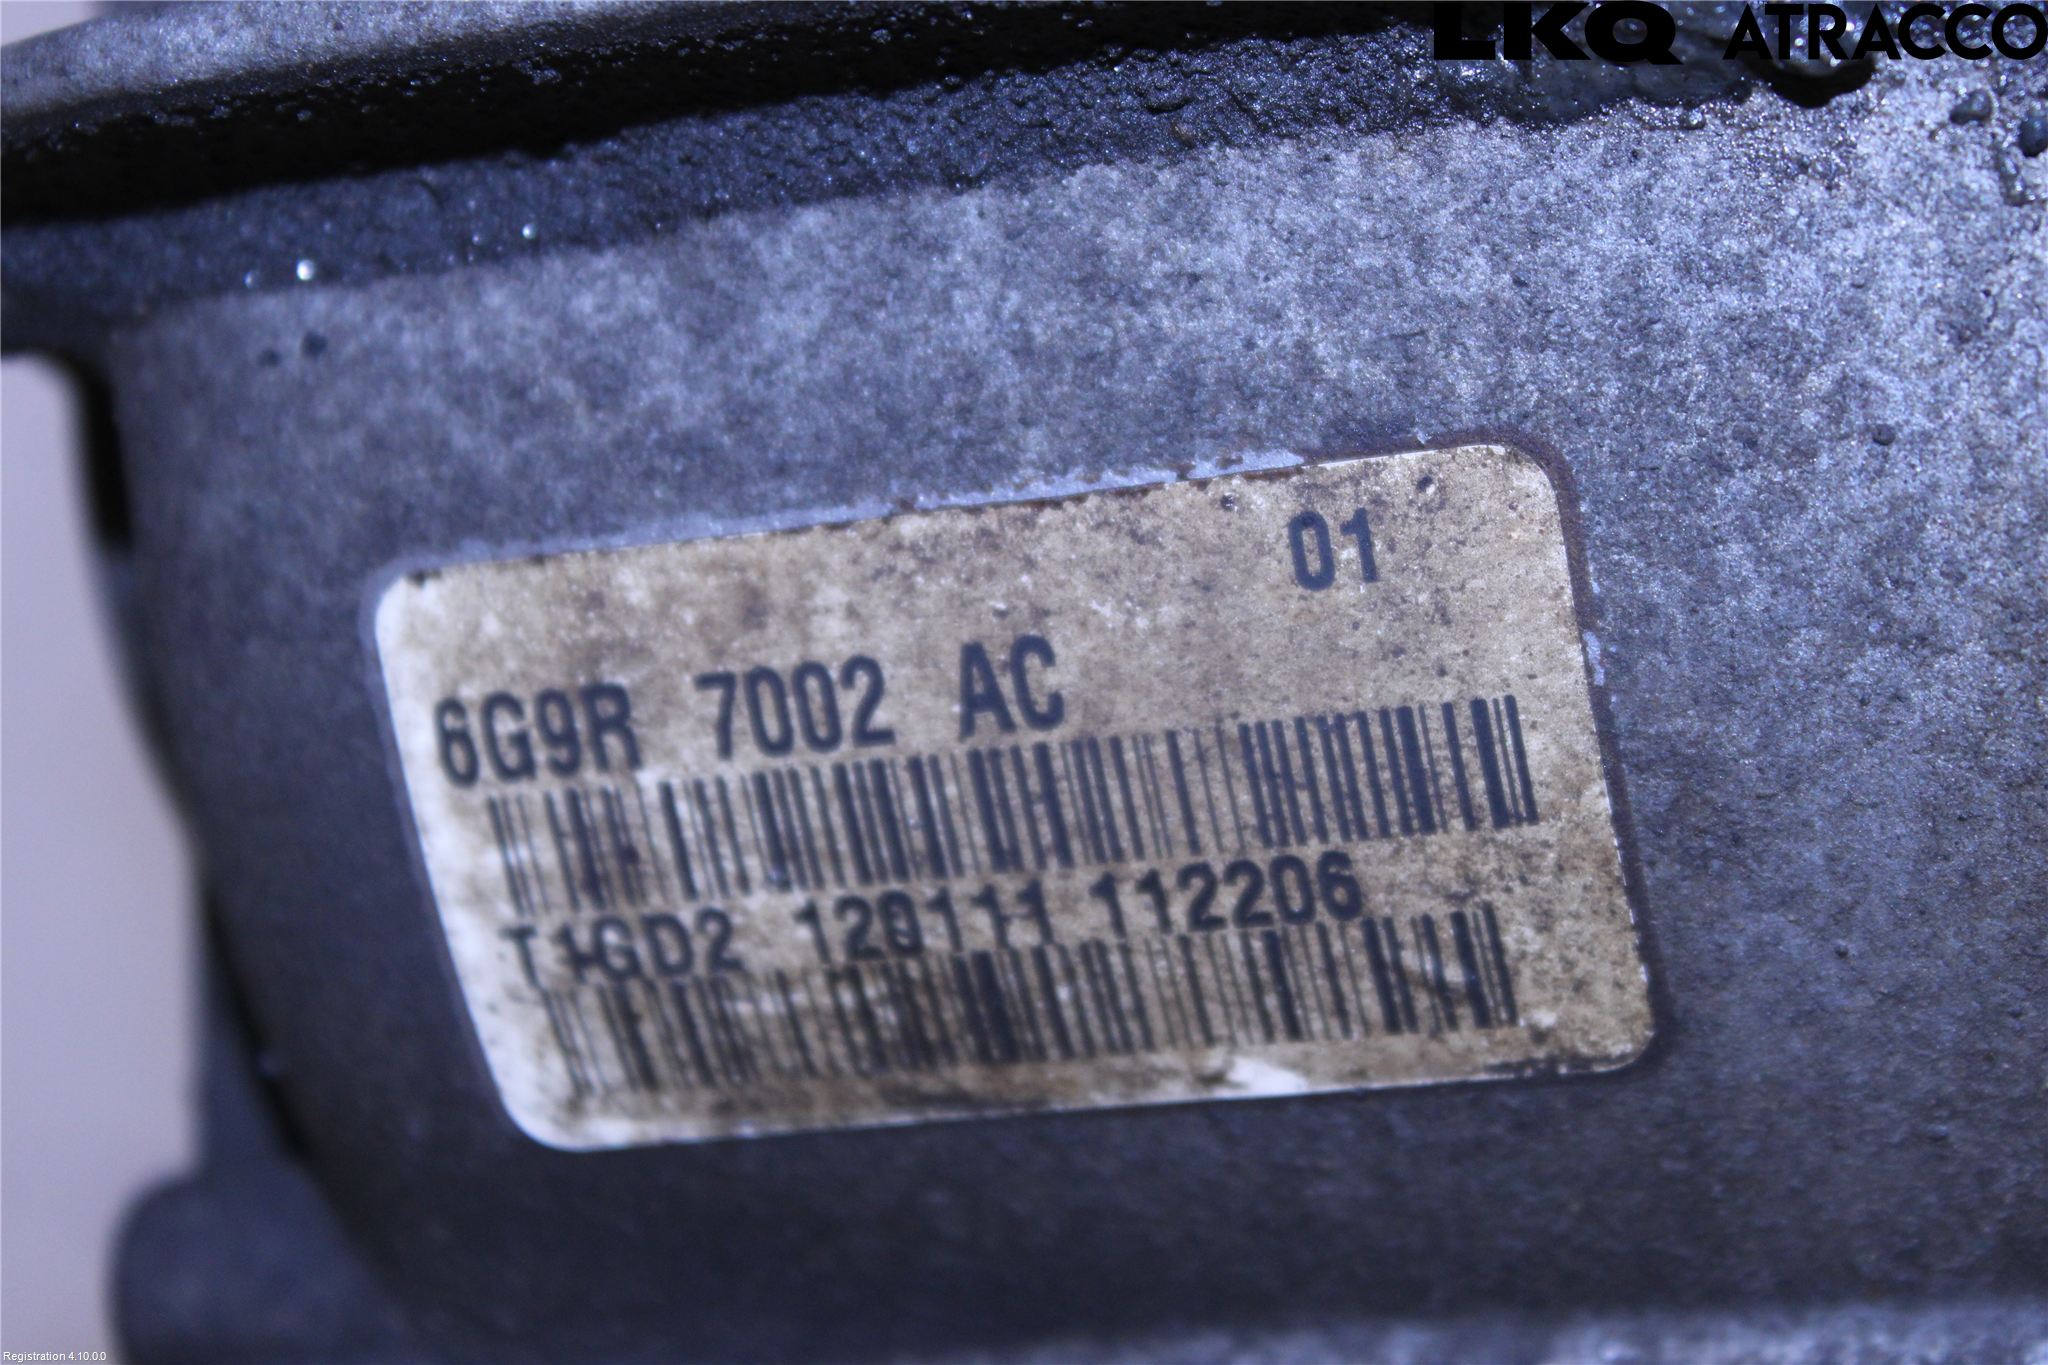 LKQ ATRACCO
01
6G9R 7002 AC
T1GD2 120111 112206
Registration 4.10.0.0